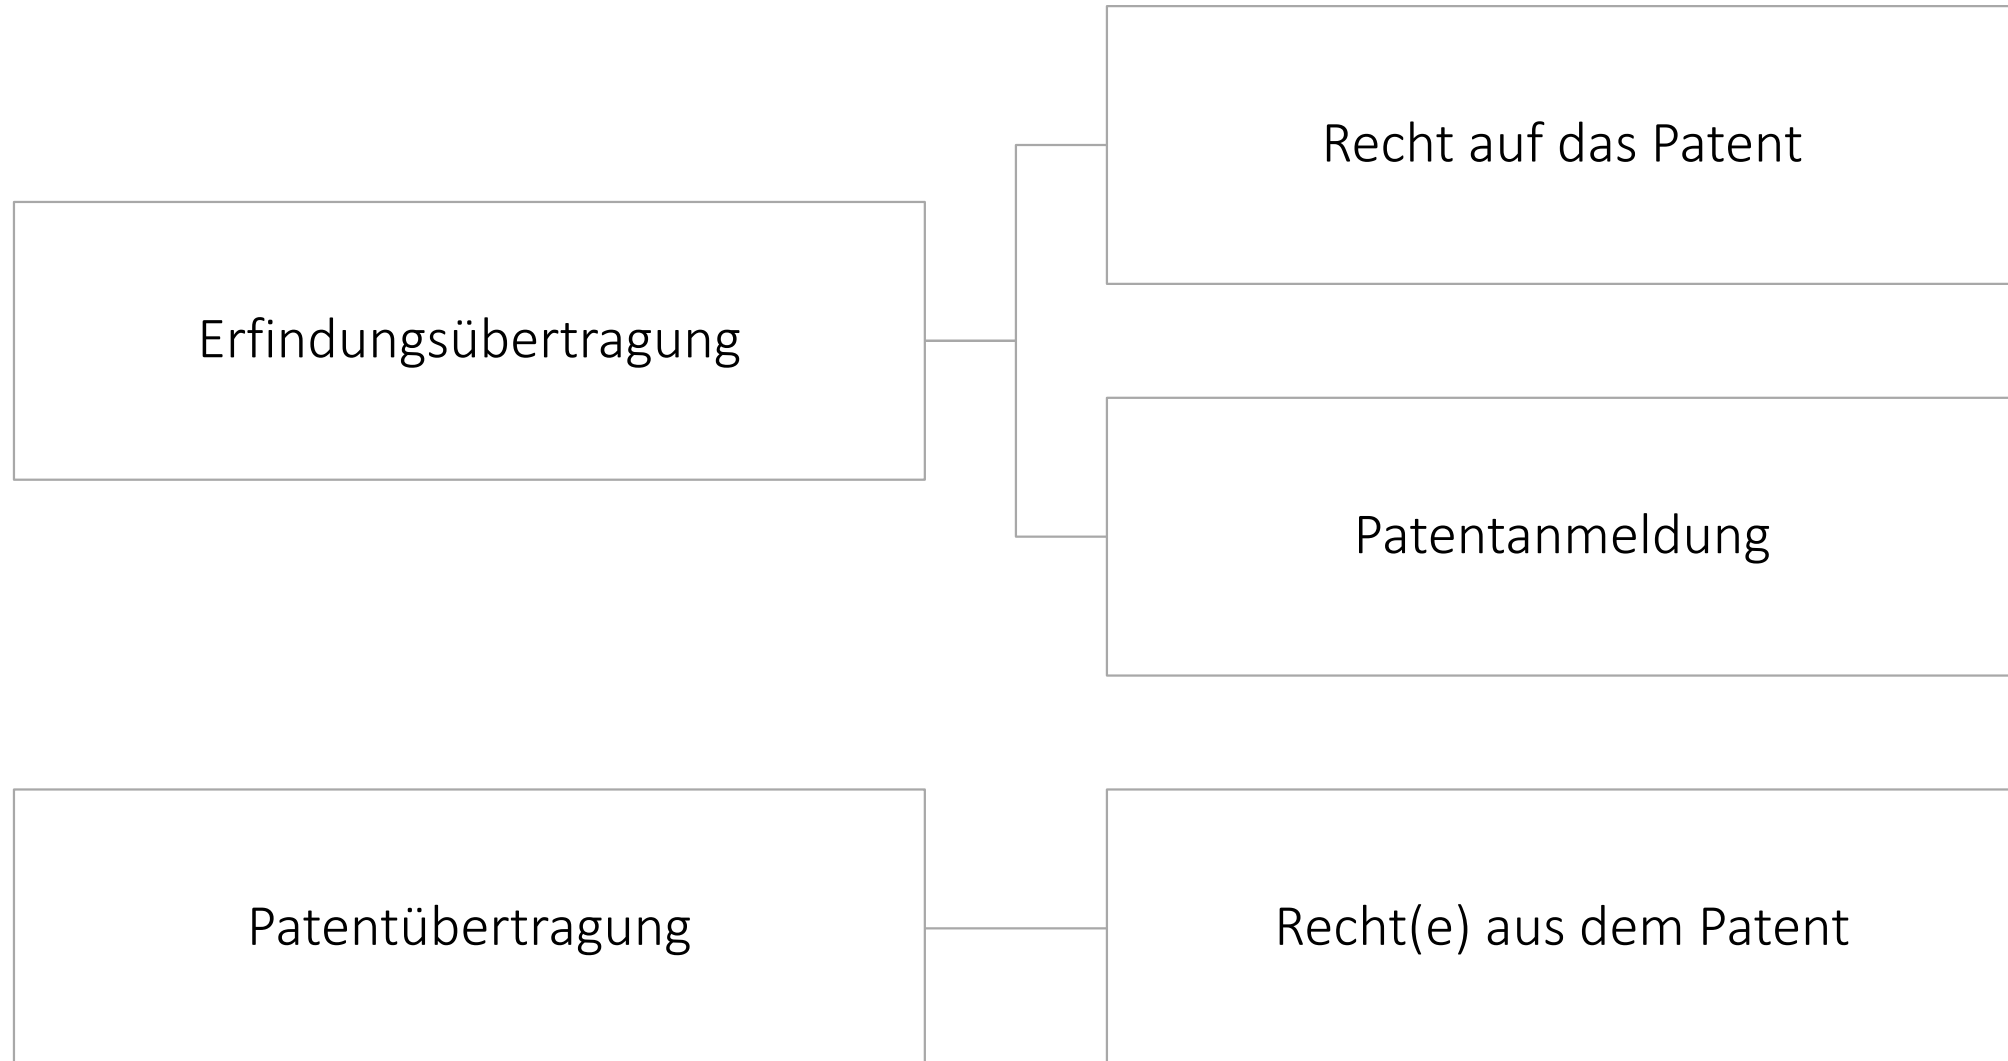 Erfindungsübertragung
Recht auf das Patent
Patentanmeldung
Patentübertragung
Recht(e) aus dem Patent